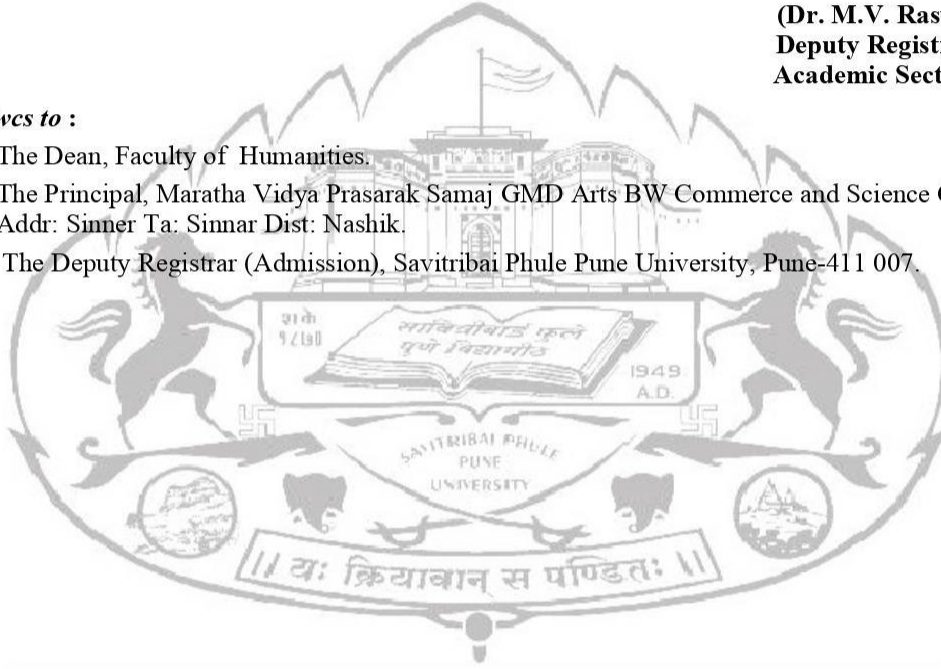 (Dr. M.V. Ras
Deputy Registr
Academic Sect
wcs to :
The Dean, Faculty of Humanities.
The Principal, Maratha Vidya Prasarak Samaj GMD Arts BW Commerce and Science
Addr: Sinner Ta: Sinnar Dist: Nashik.
The Deputy Registrar (Admission), Savitribai Phule Pune University, Pune-411 007.
शके
१८७०
सावित्रीबाई फुले
पुणे विद्यापीठ
1949
A.D.
SAVITRIBAI PHULE
PUNE
UNIVERSITY
।। यः क्रियावान् स पण्डितः ।।